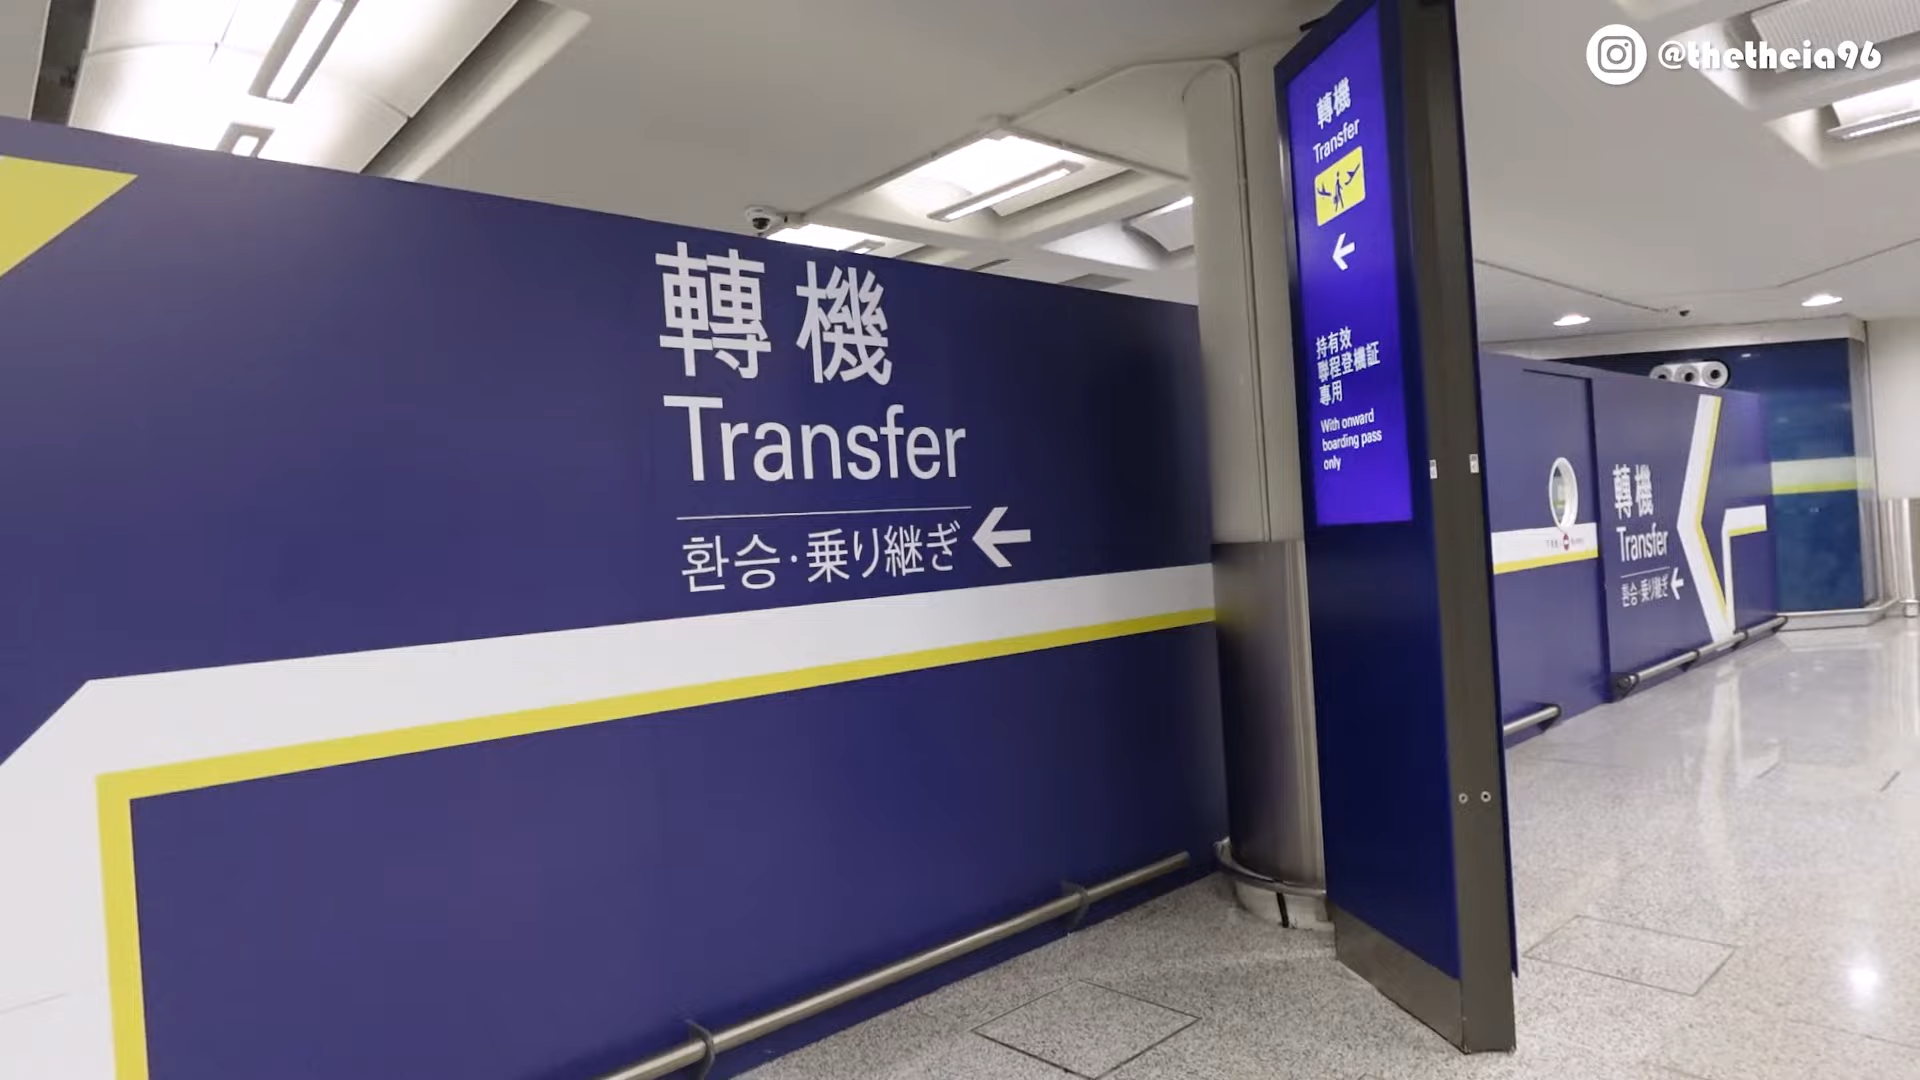 @thetheia96
轉機
Transfer
환승·乗り継ぎ
轉機
Transfer
持有效
聯程登機証
專用
With onward
boarding pass
only
轉機
Transfer
환승·乗り継ぎ